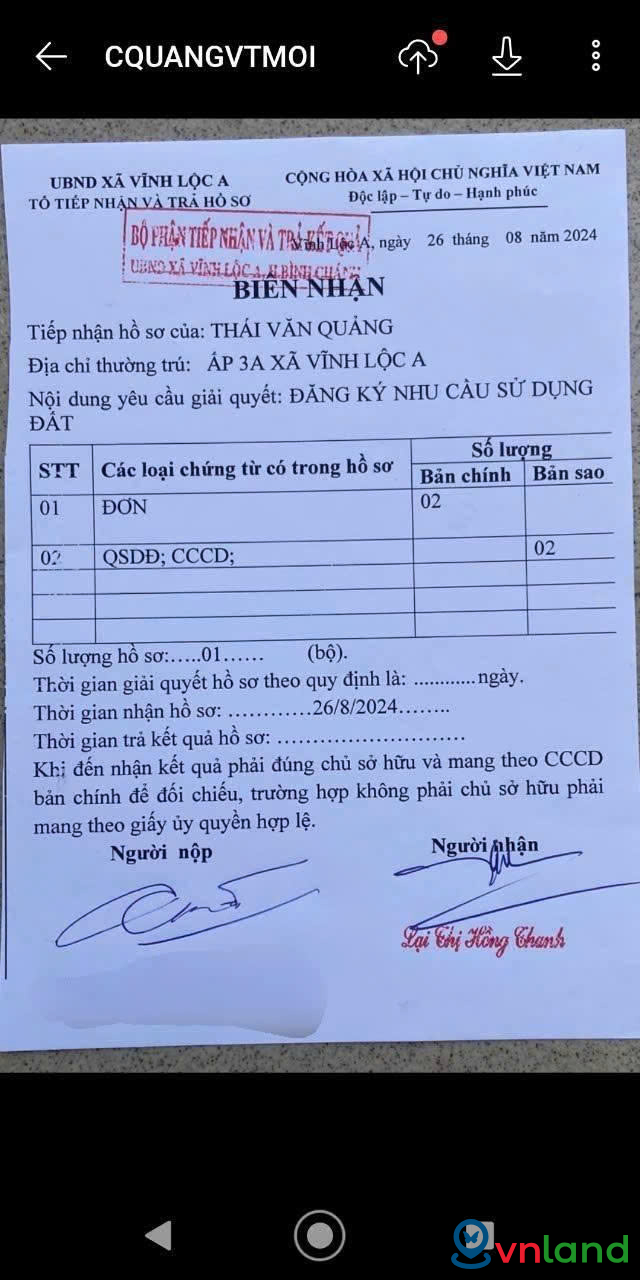 CQUANGVTMOI
UBND XÃ VĨNH LỘC A
TỔ TIẾP NHẬN VÀ TRẢ HỒ SƠ
CỘNG HÒA XÃ HỘI CHỦ NGHĨA VIỆT NAM
Độc lập – Tự do – Hạnh phúc
BỘ PHẬN TIẾP NHẬN VÀ TRẢ KẾT QUẢ
UBND XÃ VĨNH LỘC A, H.BÌNH CHÁNH
Vĩnh Lộc A, ngày 26 tháng 08 năm 2024
BIÊN NHẬN
Tiếp nhận hồ sơ của: THÁI VĂN QUẢNG
Địa chỉ thường trú: ẤP 3A XÃ VĨNH LỘC A
Nội dung yêu cầu giải quyết: ĐĂNG KÝ NHU CẦU SỬ DỤNG
ĐẤT
STT Các loại chứng từ có trong hồ sơ Số lượng
Bản chính Bản sao
01 ĐƠN 02
02 QSDĐ; CCCD; 02
Số lượng hồ sơ:.....01...... (bộ).
Thời gian giải quyết hồ sơ theo quy định là: ............ngày.
Thời gian nhận hồ sơ: ............26/8/2024........
Thời gian trả kết quả hồ sơ: ...........................
Khi đến nhận kết quả phải đúng chủ sở hữu và mang theo CCCD
bản chính để đối chiếu, trường hợp không phải chủ sở hữu phải
mang theo giấy ủy quyền hợp lệ.
Người nộp Người nhận
Lại Thị Hồng Thanh
vnland